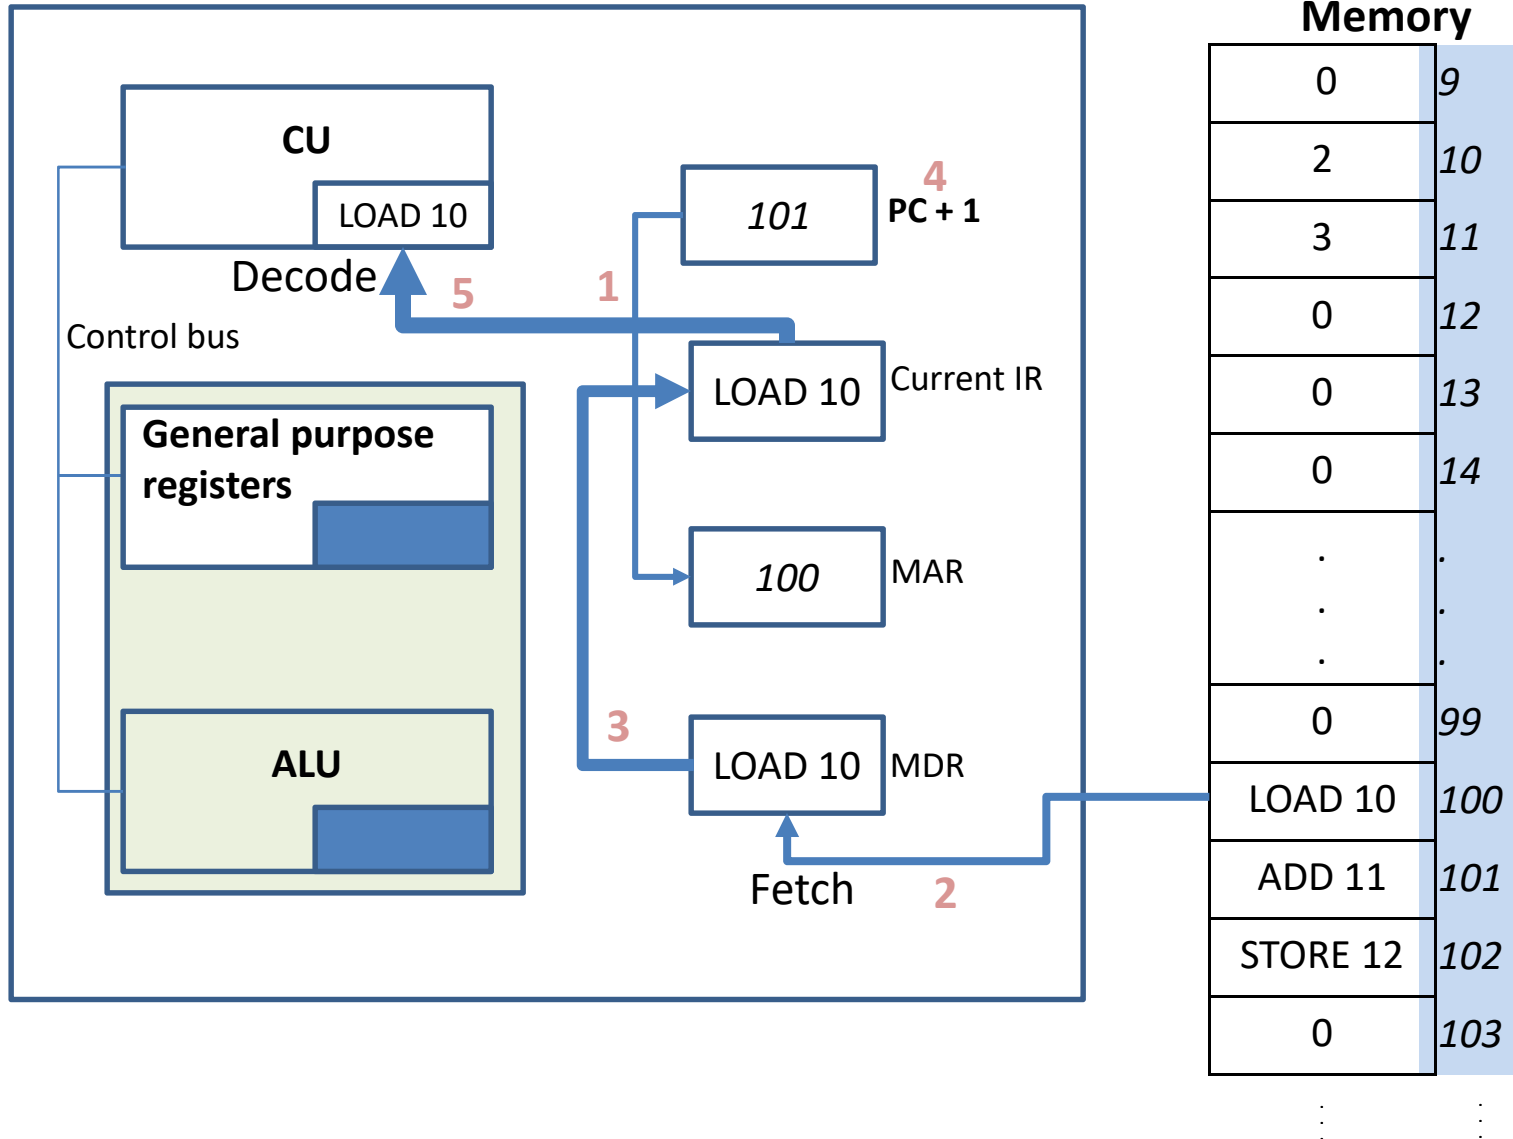 Memory
CU
LOAD 10
Decode
5
1
4
101
PC + 1
Control bus
LOAD 10
Current IR
General purpose
registers
100
MAR
ALU
3
LOAD 10
MDR
Fetch
2
0 9
2 10
3 11
0 12
0 13
0 14
. .
. .
. .
0 99
LOAD 10 100
ADD 11 101
STORE 12 102
0 103
. .
. .
. .